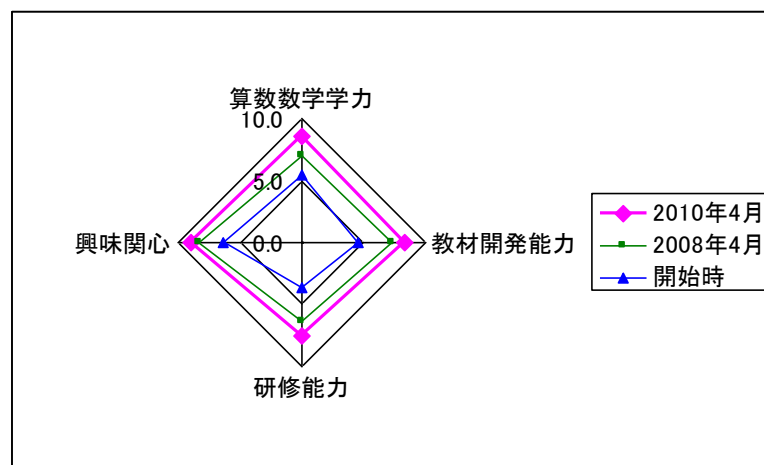 算数数学学力
10.0
5.0
0.0
興味関心
教材開発能力
研修能力
2010年4月
2008年4月
開始時